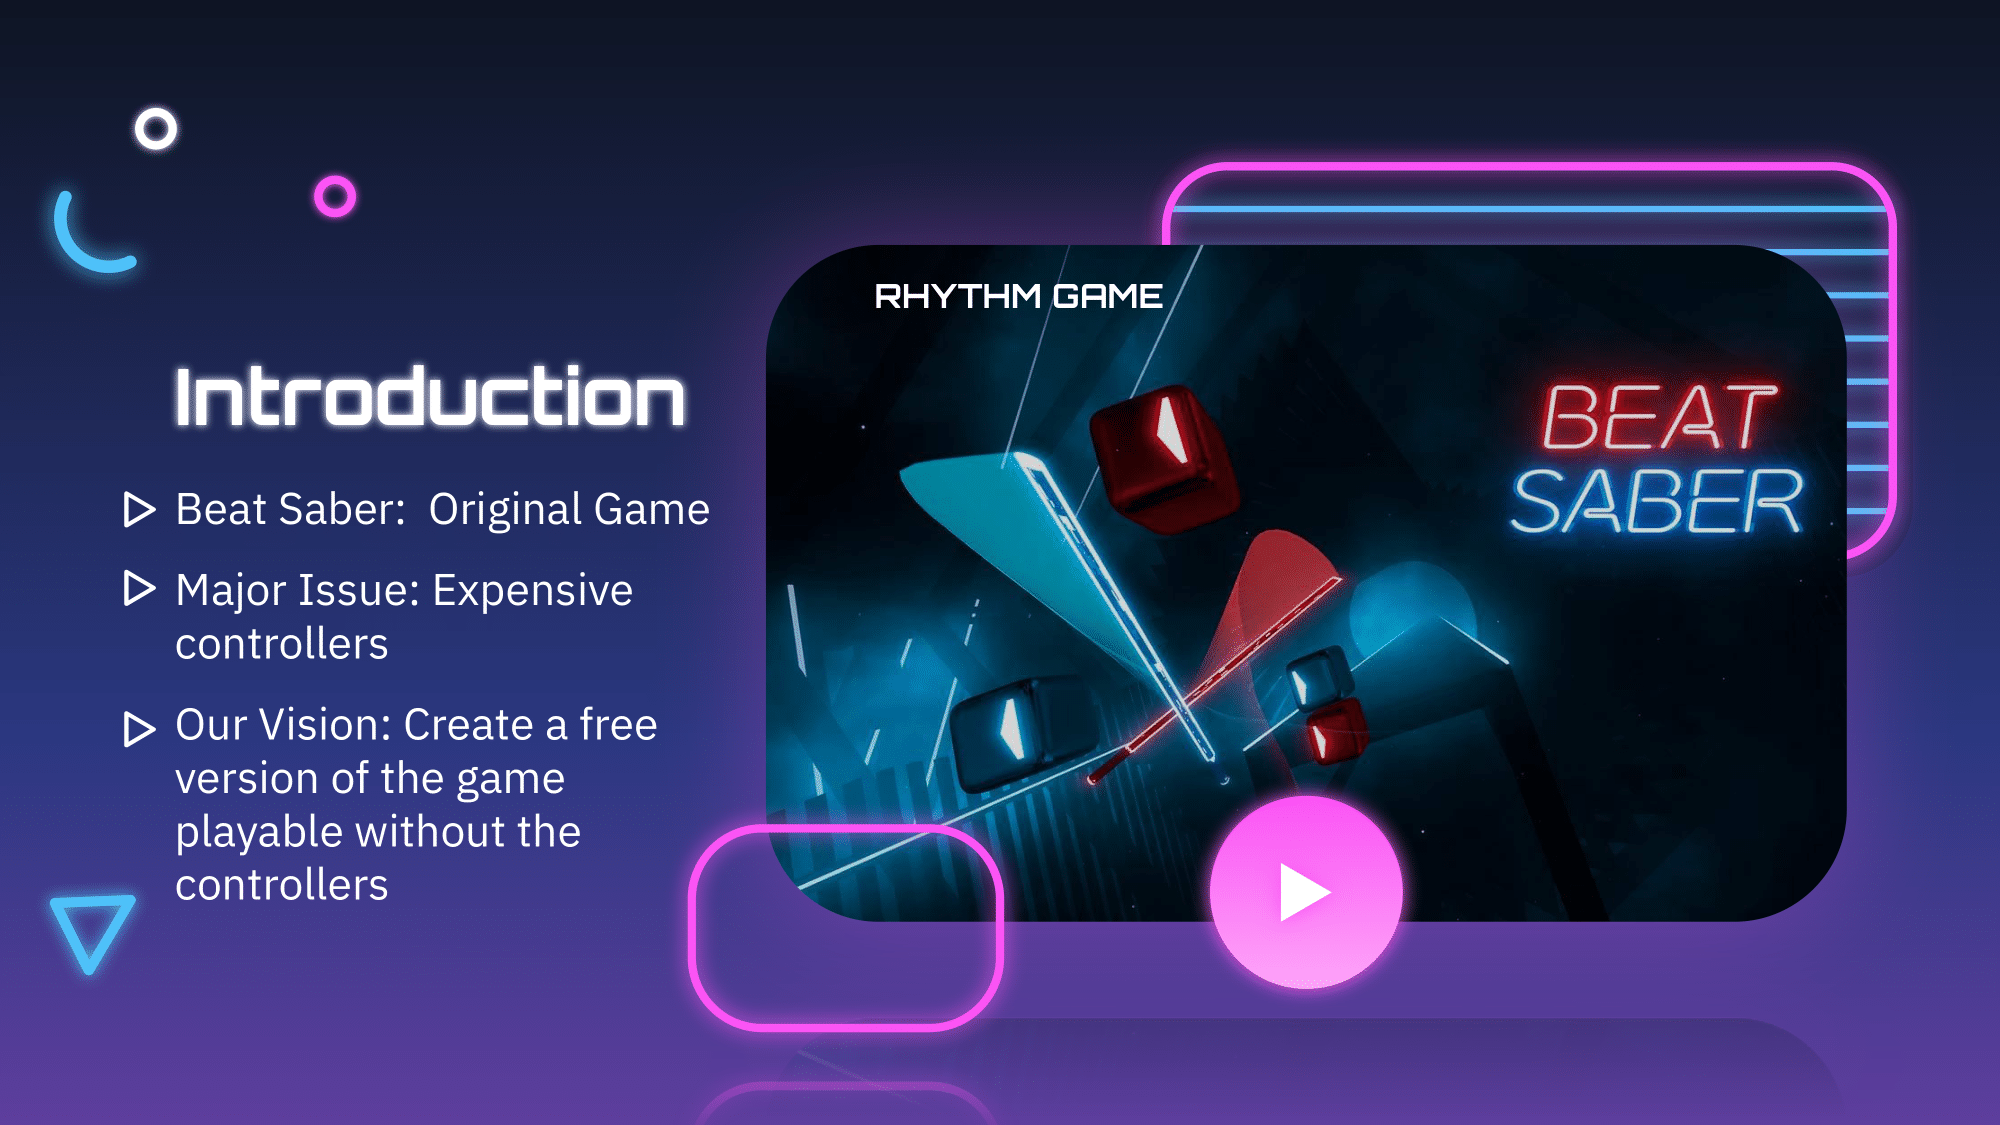 Introduction
Beat Saber:  Original Game
Major Issue: Expensive
controllers
Our Vision: Create a free
version of the game
playable without the
controllers
RHYTHM GAME
BEAT
SABER